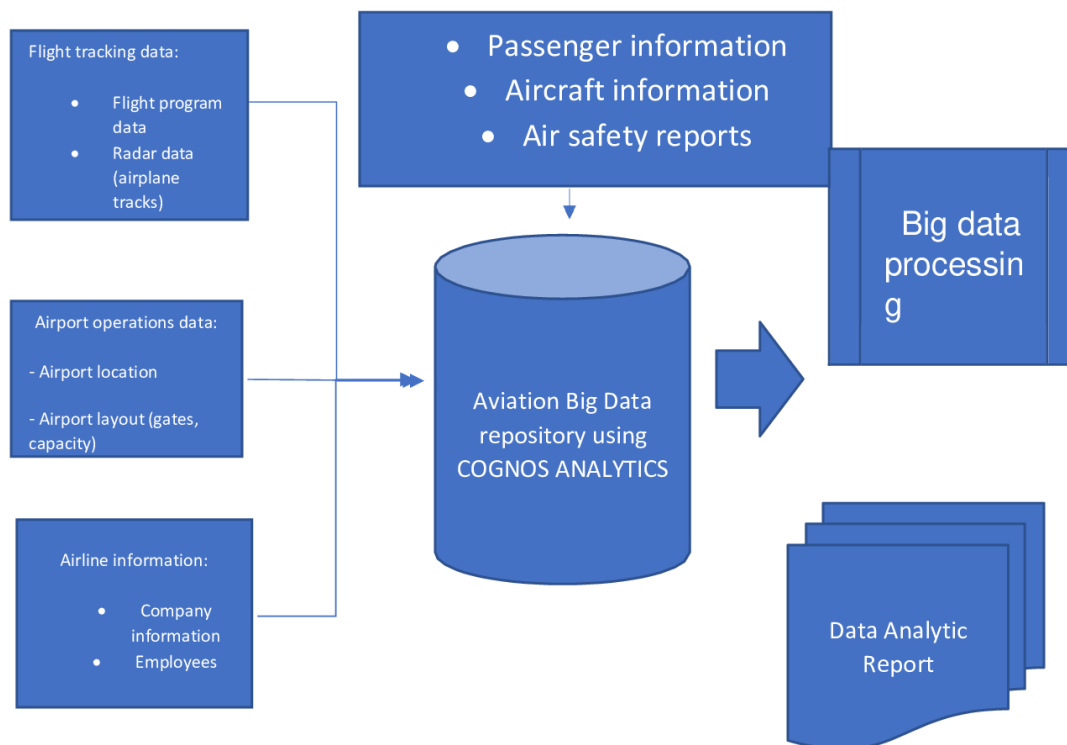 Flight tracking data:
● Flight program
data
● Radar data
(airplane
tracks)
● Passenger information
● Aircraft information
● Air safety reports
Big data
processin
g
Airport operations data:
- Airport location
- Airport layout (gates,
capacity)
Aviation Big Data
repository using
COGNOS ANALYTICS
Airline information:
● Company
information
● Employees
Data Analytic
Report